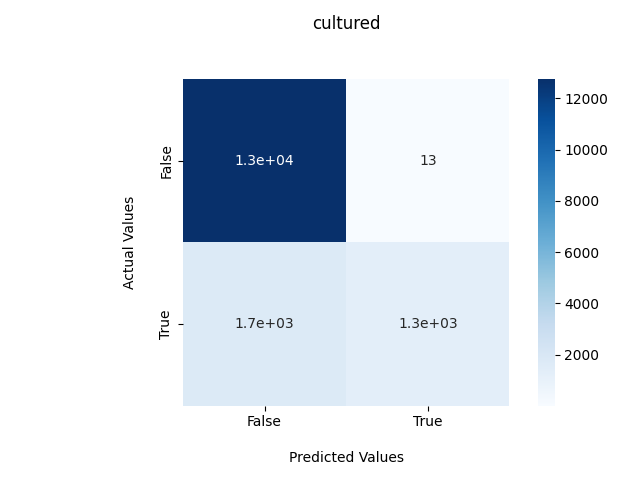 cultured
Actual Values
False
True
1.3e+04
13
1.7e+03
1.3e+03
False
True
Predicted Values
12000
10000
8000
6000
4000
2000